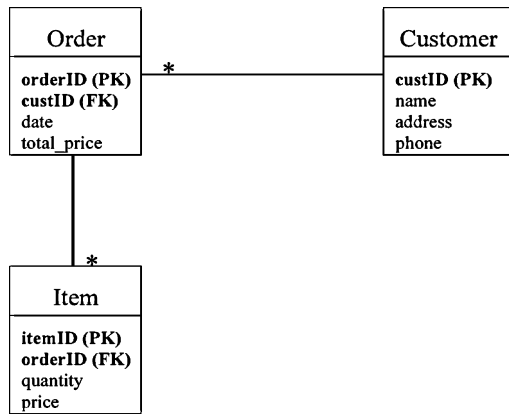 Order
orderID (PK)
custID (FK)
date
total_price
*
Customer
custID (PK)
name
address
phone
*
Item
itemID (PK)
orderID (FK)
quantity
price